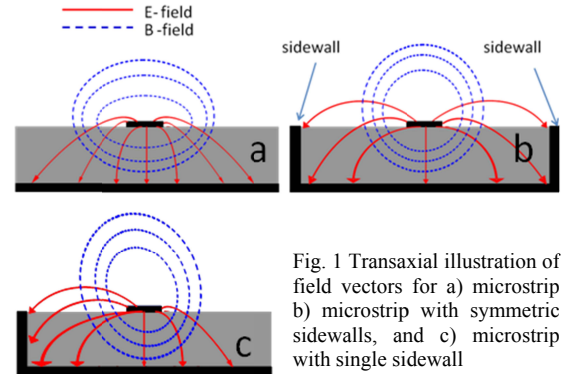 E- field
B - field
sidewall
sidewall
a
b
c
Fig. 1 Transaxial illustration of
field vectors for a) microstrip
b) microstrip with symmetric
sidewalls, and c) microstrip
with single sidewall